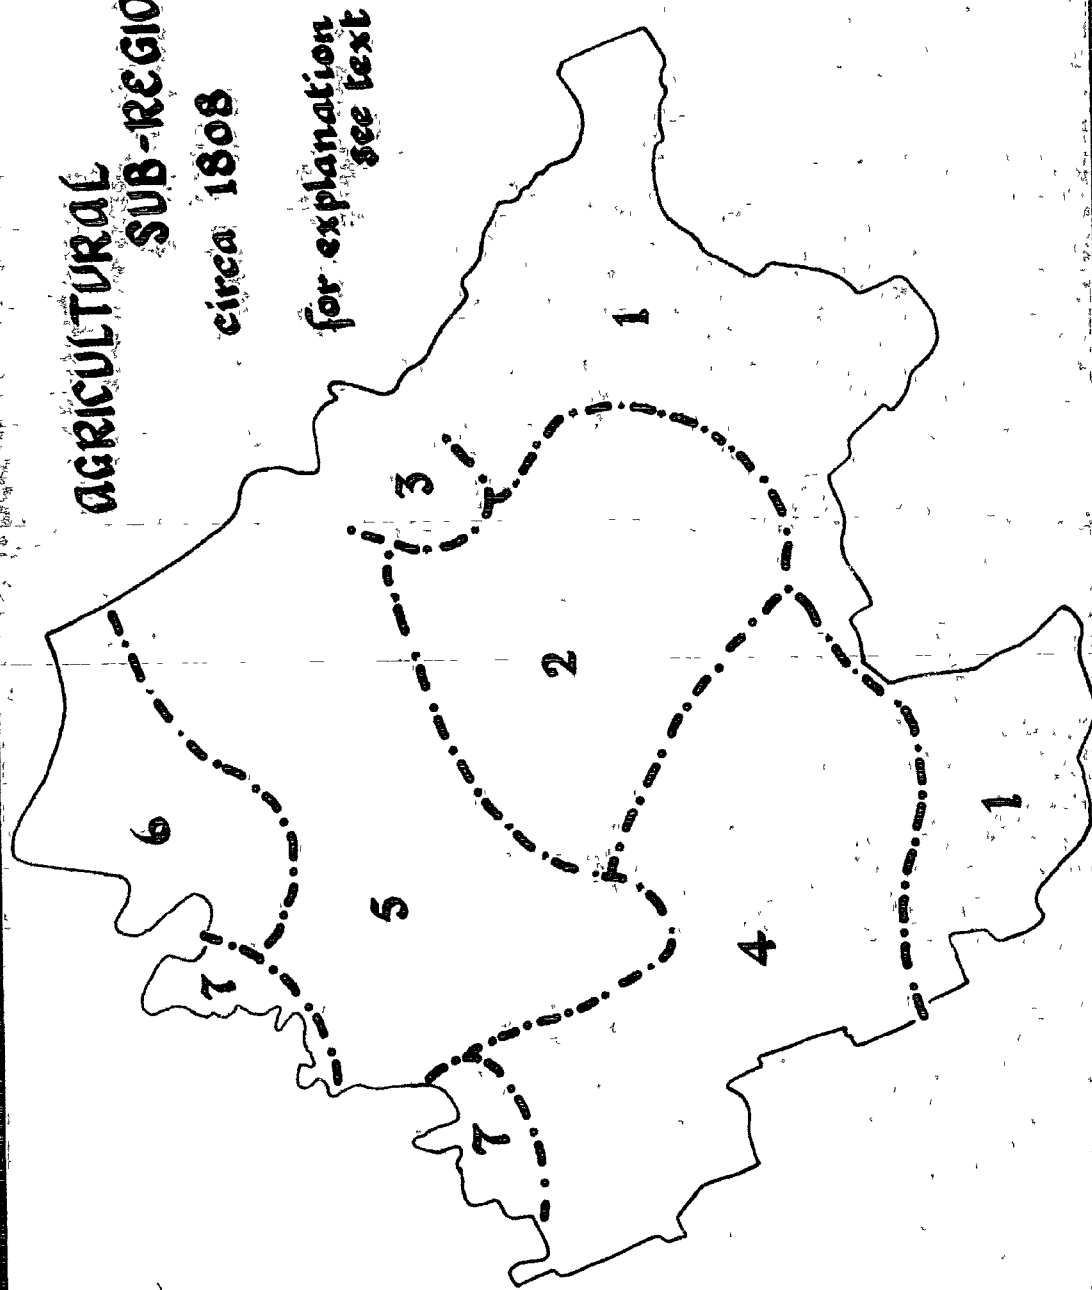 AGRICULTURAL
SUB-REGIO
circa 1808
for explanation
see text
1
3
2
6
5
7
4
1
7